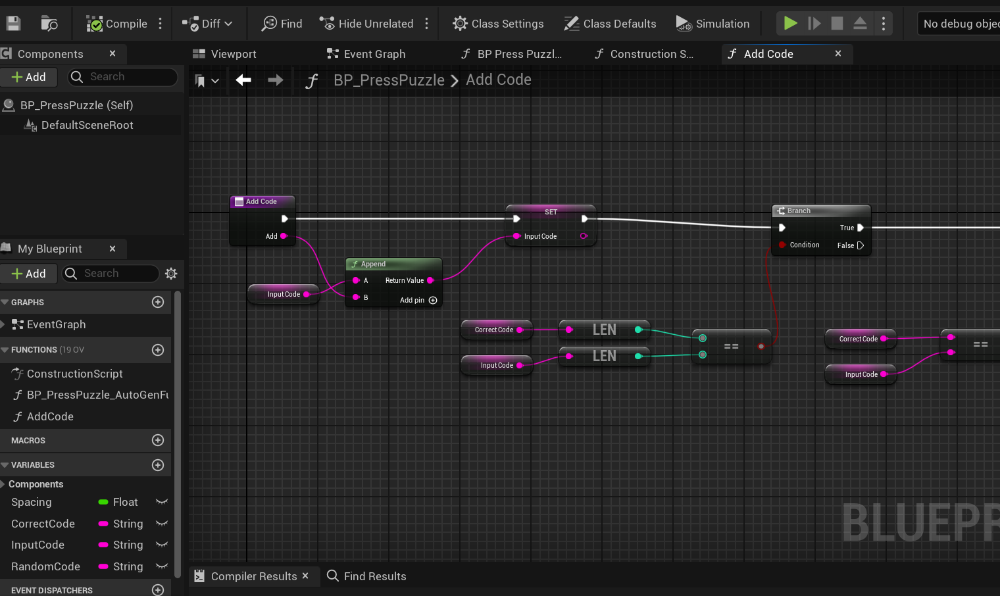 Compile
Diff
Find
Hide Unrelated
Class Settings
Class Defaults
Simulation
No debug objec
Components
Viewport
Event Graph
BP Press Puzzl...
Construction S...
Add Code
Add
Search
BP_PressPuzzle > Add Code
BP_PressPuzzle (Self)
DefaultSceneRoot
Add Code
Add
SET
Input Code
Branch
True
Condition
False
My Blueprint
Add
Search
Append
A
Return Value
B
Add pin
Input Code
GRAPHS
EventGraph
Correct Code
LEN
Input Code
LEN
==
Correct Code
==
Input Code
FUNCTIONS (19 OV
ConstructionScript
BP_PressPuzzle_AutoGenFu
AddCode
MACROS
VARIABLES
Components
Spacing Float
CorrectCode String
InputCode String
RandomCode String
EVENT DISPATCHERS
BLUEPR
Compiler Results
Find Results